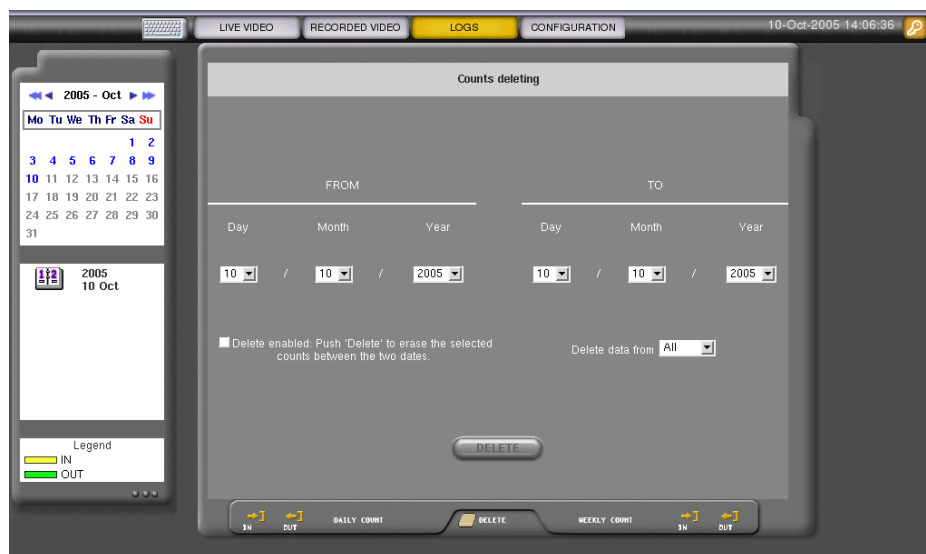 LIVE VIDEO RECORDED VIDEO LOGS CONFIGURATION 10-Oct-2005 14:06:36
Counts deleting
2005 - Oct
Mo Tu We Th Fr Sa Su
1 2
3 4 5 6 7 8 9
10 11 12 13 14 15 16
17 18 19 20 21 22 23
24 25 26 27 28 29 30
31
2005
10 Oct
Legend
IN
OUT
FROM TO
Day Month Year Day Month Year
10 / 10 / 2005 10 / 10 / 2005
Delete enabled: Push 'Delete' to erase the selected
counts between the two dates.
Delete data from All
DELETE
IN OUT DAILY COUNT DELETE WEEKLY COUNT IN OUT